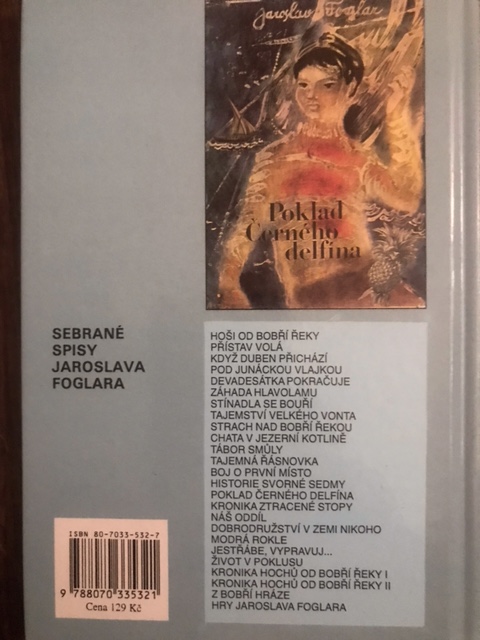 Jaroslav Foglar
Poklad
Černého
delfína
SEBRANÉ
SPISY
JAROSLAVA
FOGLARA
HOŠI OD BOBŘÍ ŘEKY
PŘÍSTAV VOLÁ
KDYŽ DUBEN PŘICHÁZÍ
POD JUNÁCKOU VLAJKOU
DEVADESÁTKA POKRAČUJE
ZÁHADA HLAVOLAMU
STÍNADLA SE BOUŘÍ
TAJEMSTVÍ VELKÉHO VONTA
STRACH NAD BOBŘÍ ŘEKOU
CHATA V JEZERNÍ KOTLINĚ
TÁBOR SMŮLY
TAJEMNÁ ŘÁSNOVKA
BOJ O PRVNÍ MÍSTO
HISTORIE SVORNÉ SEDMY
POKLAD ČERNÉHO DELFÍNA
KRONIKA ZTRACENÉ STOPY
NÁŠ ODDÍL
DOBRODRUŽSTVÍ V ZEMI NIKOHO
MODRÁ ROKLE
JESTŘÁBE, VYPRAVUJ...
ŽIVOT V POKLUSU
KRONIKA HOCHŮ OD BOBŘÍ ŘEKY I
KRONIKA HOCHŮ OD BOBŘÍ ŘEKY II
Z BOBŘÍ HRÁZE
HRY JAROSLAVA FOGLARA
ISBN 80-7033-532-7
9 788070 335321
Cena 129 Kč